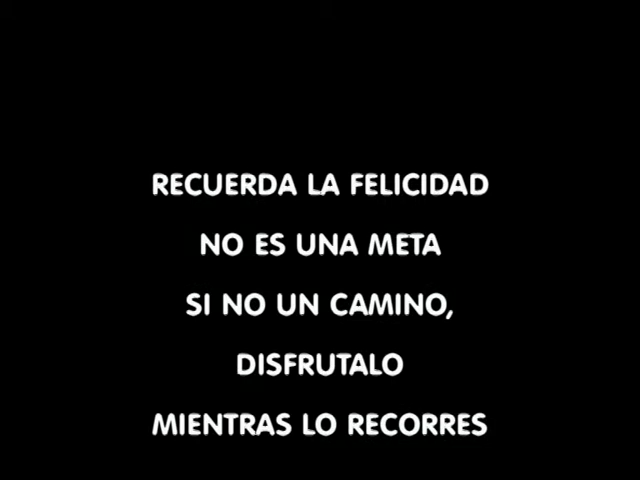 RECUERDA LA FELICIDAD
NO ES UNA META
SI NO UN CAMINO,
DISFRUTALO
MIENTRAS LO RECORRES